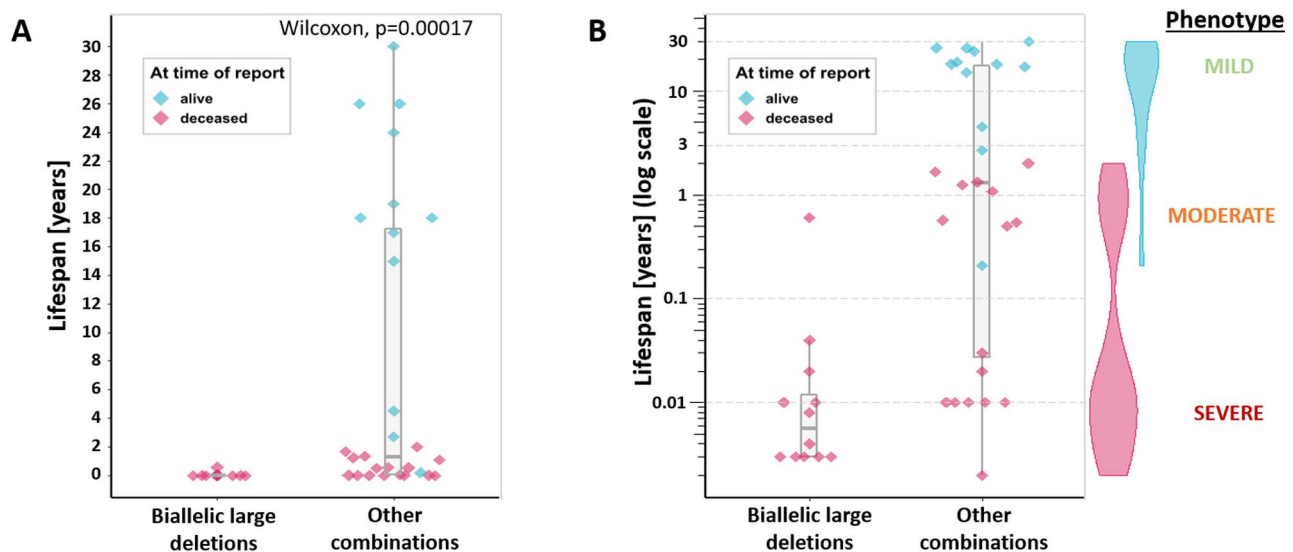 A
Wilcoxon, p=0.00017
Lifespan [years]
30
28
26
24
22
20
18
16
14
12
10
8
6
4
2
0
At time of report
alive
deceased
Biallelic large
deletions
Other
combinations
B
Lifespan [years] (log scale)
30
10
3
1
0.1
0.01
At time of report
alive
deceased
Biallelic large
deletions
Other
combinations
Phenotype
MILD
MODERATE
SEVERE